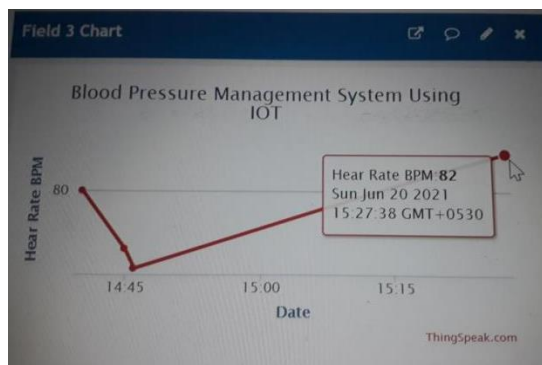 Field 3 Chart
Blood Pressure Management System Using
IOT
Hear Rate BPM
80
Hear Rate BPM:82
Sun Jun 20 2021
15:27:38 GMT+0530
14:45
15:00
15:15
Date
ThingSpeak.com